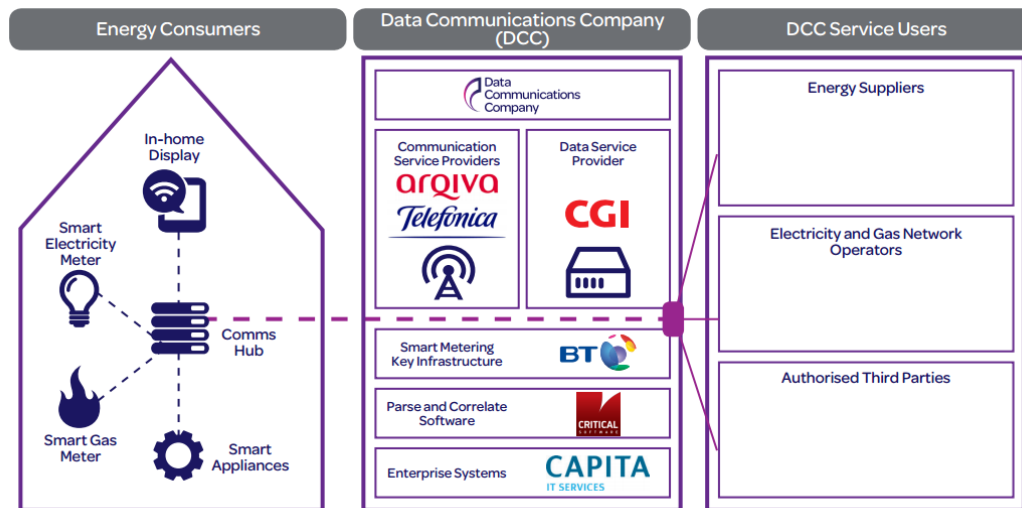 Energy Consumers
Data Communications Company
(DCC)
DCC Service Users
In-home
Display
Smart
Electricity
Meter
Comms
Hub
Smart Gas
Meter
Smart
Appliances
Data
Communications
Company
Communication
Service Providers
arqiva
Telefónica
Data Service
Provider
CGI
Smart Metering
Key Infrastructure
BT
Parse and Correlate
Software
CRITICAL
SOFTWARE
Enterprise Systems
CAPITA
IT SERVICES
Energy Suppliers
Electricity and Gas Network
Operators
Authorised Third Parties